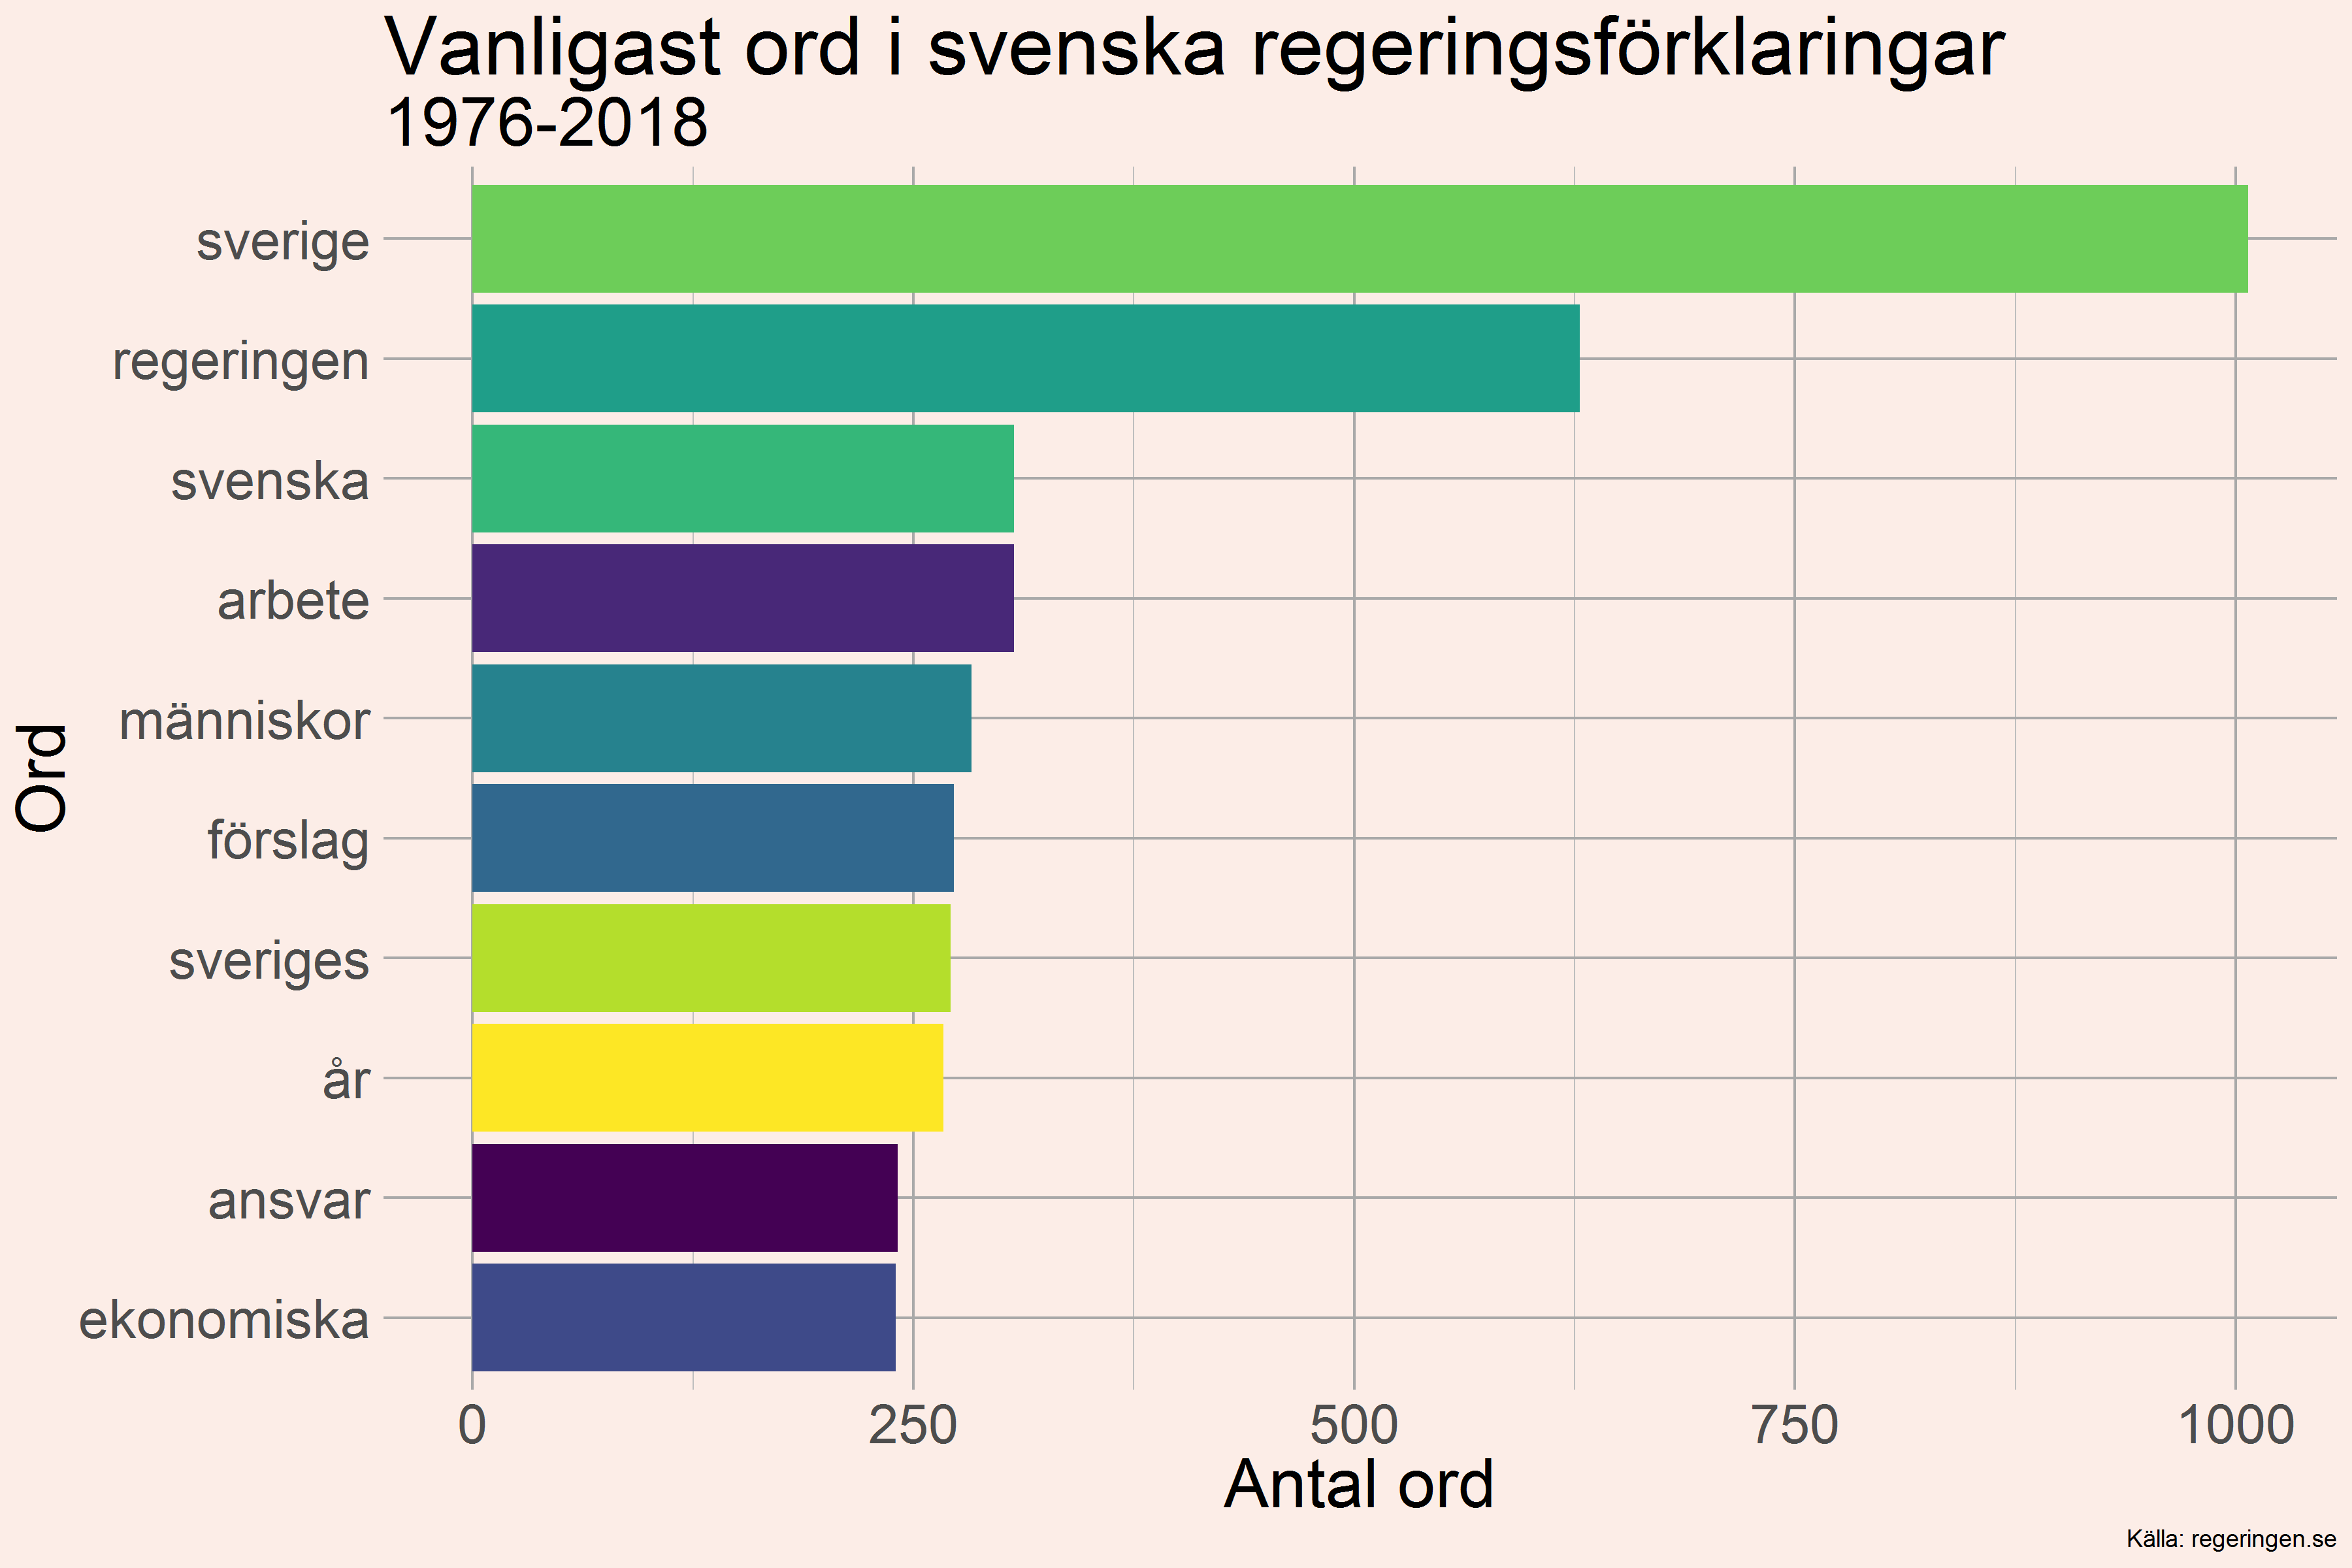 Vanligast ord i svenska regeringsförklaringar
1976-2018
Ord
sverige
regeringen
svenska
arbete
människor
förslag
sveriges
år
ansvar
ekonomiska
0 250 500 750 1000
Antal ord
Källa: regeringen.se